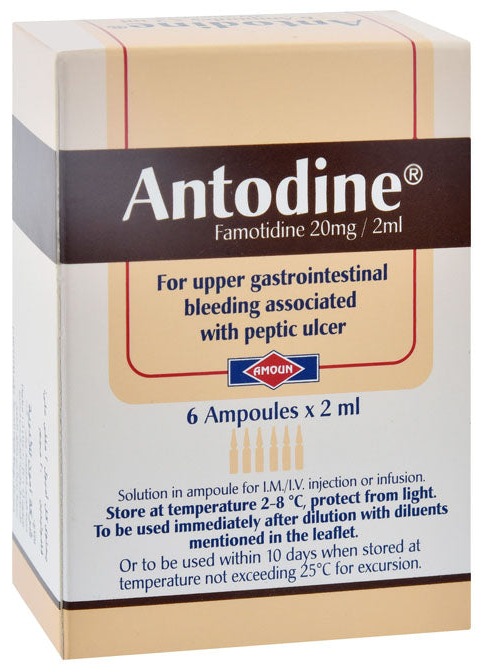 Antodine®
Antodine®
Famotidine 20mg / 2ml
For upper gastrointestinal
bleeding associated
with peptic ulcer
AMOUN
6 Ampoules x 2 ml
Solution in ampoule for I.M./I.V. injection or infusion.
Store at temperature 2–8 °C, protect from light.
To be used immediately after dilution with diluents
mentioned in the leaflet.
Or to be used within 10 days when stored at
temperature not exceeding 25°C for excursion.